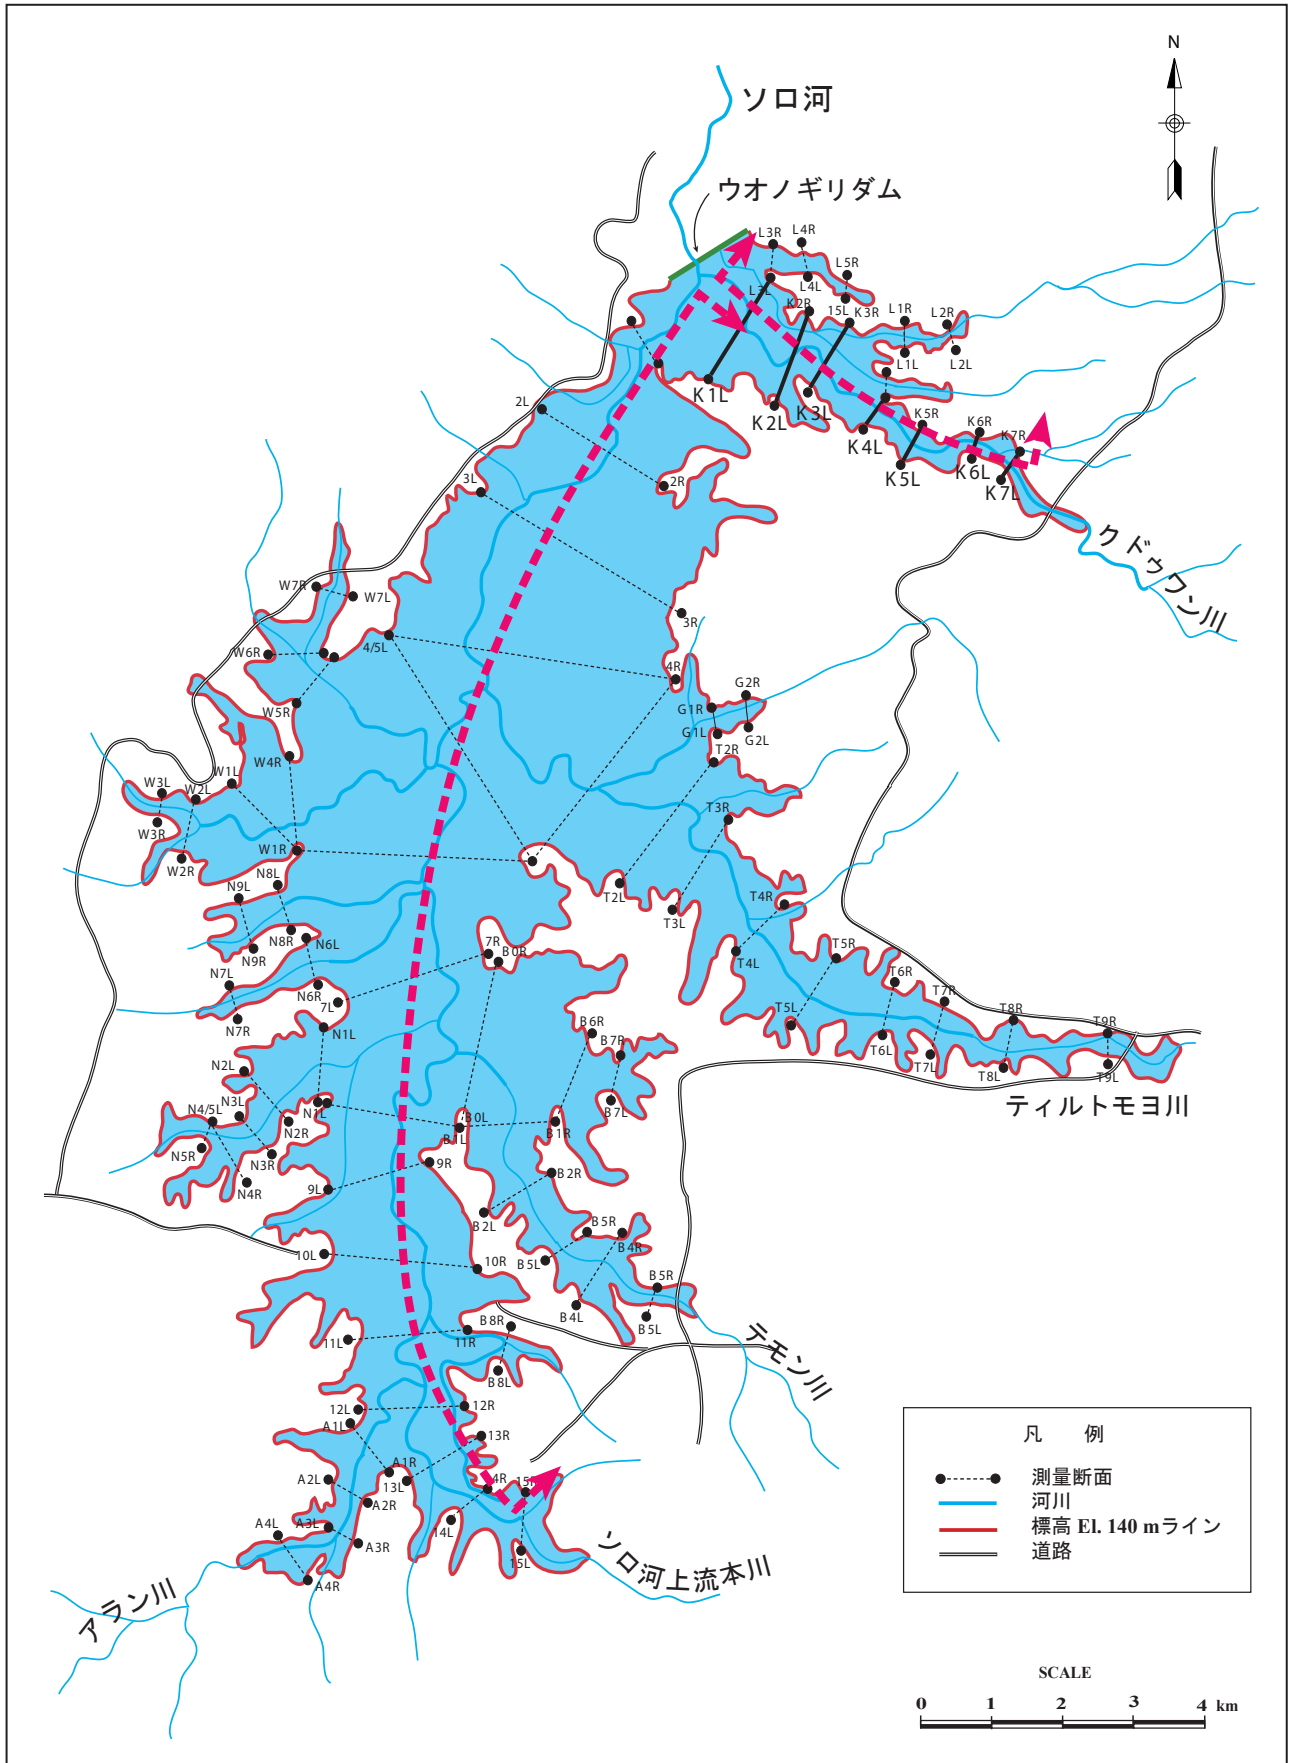 N
ソロ河
ウオノギリダム
L3R
L4R
L5R
L3L
L4L
K2R
15L
K3R
L1R
L2R
L1L
L2L
K1L
K2L
K3L
K4L
K5R
K5L
K6R
K6L
K7R
K7L
クドゥワン川
2L
2R
3L
3R
W7R
W7L
W6R
4/5L
4R
W5R
G1R
G2R
G1L
G2L
T2R
W4R
W1L
W3L
W2L
W3R
W2R
W1R
T3R
N8L
N9L
T2L
T3L
T4R
N8R
N9R
N6L
7R
B0R
T4L
T5R
N7L
N6R
7L
T6R
T7R
N7R
N1L
B6R
T5L
T6L
T8R
T9R
B7R
T7L
T8L
T9L
N2L
N3L
N4/5L
N1L
N2R
B0L
B1L
B1R
B7L
ティルトモヨ川
N5R
N3R
N4R
9R
9L
B2R
B2L
B5R
B4R
10L
10R
B5L
B5R
B4L
B5L
11L
11R
B8R
B8L
テモン川
12L
A1L
12R
13R
A1R
13L
A2L
A2R
4R
15R
A4L
A3L
A3R
14L
15L
A4R
アラン川
ソロ河上流本川
凡 例
測量断面
河川
標高 El. 140 mライン
道路
SCALE
0 1 2 3 4 km